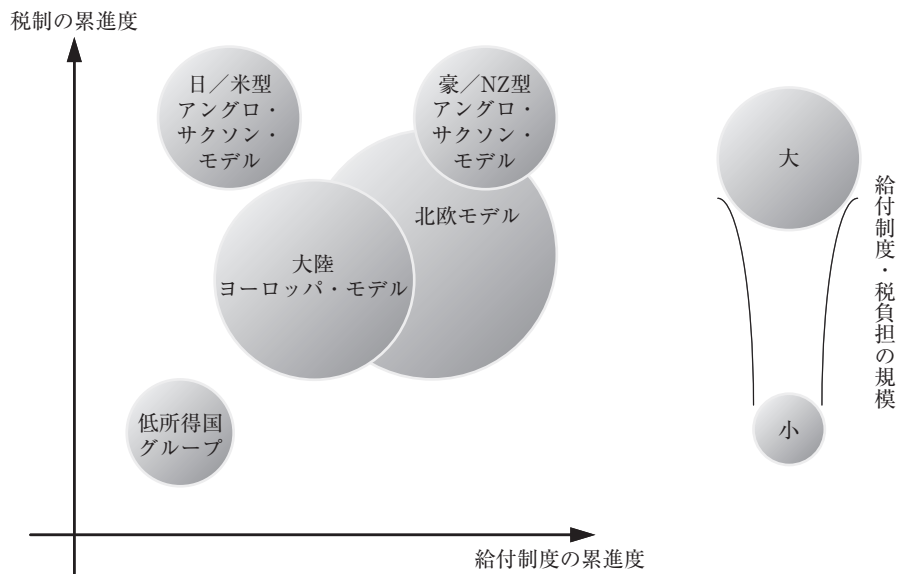 税制の累進度
日／米型
アングロ・
サクソン・
モデル
豪／NZ型
アングロ・
サクソン・
モデル
北欧モデル
大陸
ヨーロッパ・モデル
低所得国
グループ
給付制度の累進度
大
小
給付制度・税負担の規模